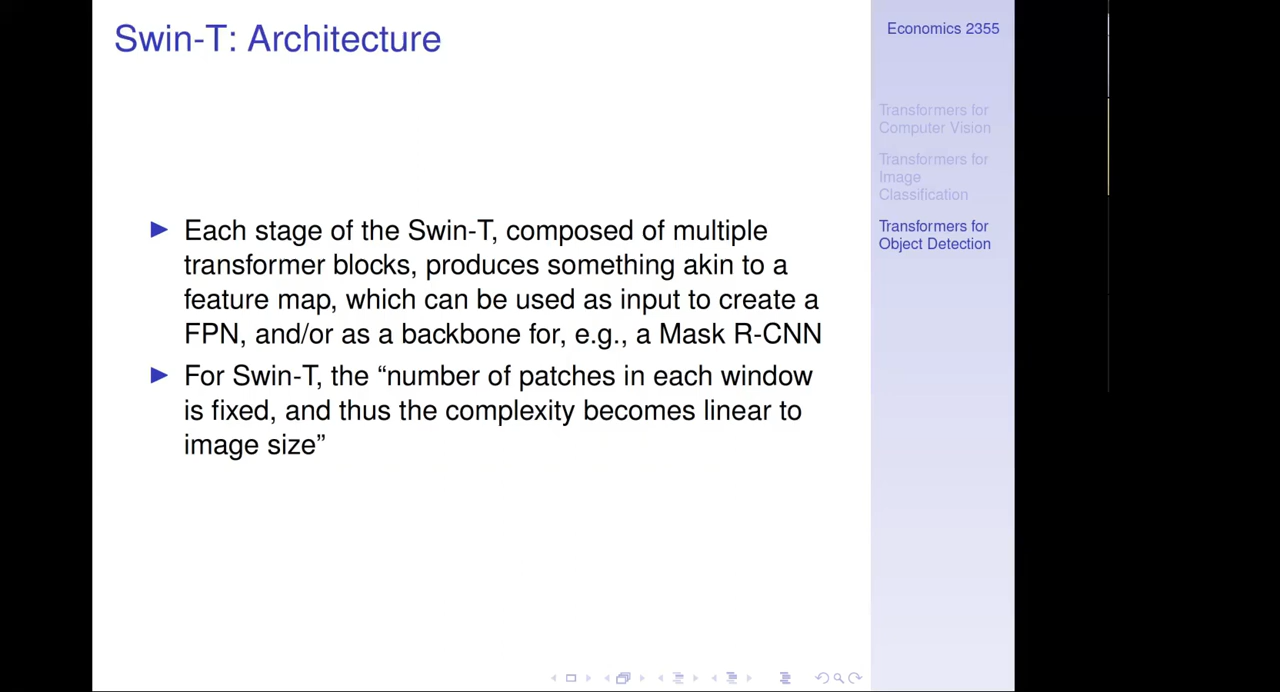 Swin-T: Architecture
Economics 2355
Transformers for
Computer Vision
Transformers for
Image
Classification
Transformers for
Object Detection
▶ Each stage of the Swin-T, composed of multiple
transformer blocks, produces something akin to a
feature map, which can be used as input to create a
FPN, and/or as a backbone for, e.g., a Mask R-CNN
▶ For Swin-T, the “number of patches in each window
is fixed, and thus the complexity becomes linear to
image size”